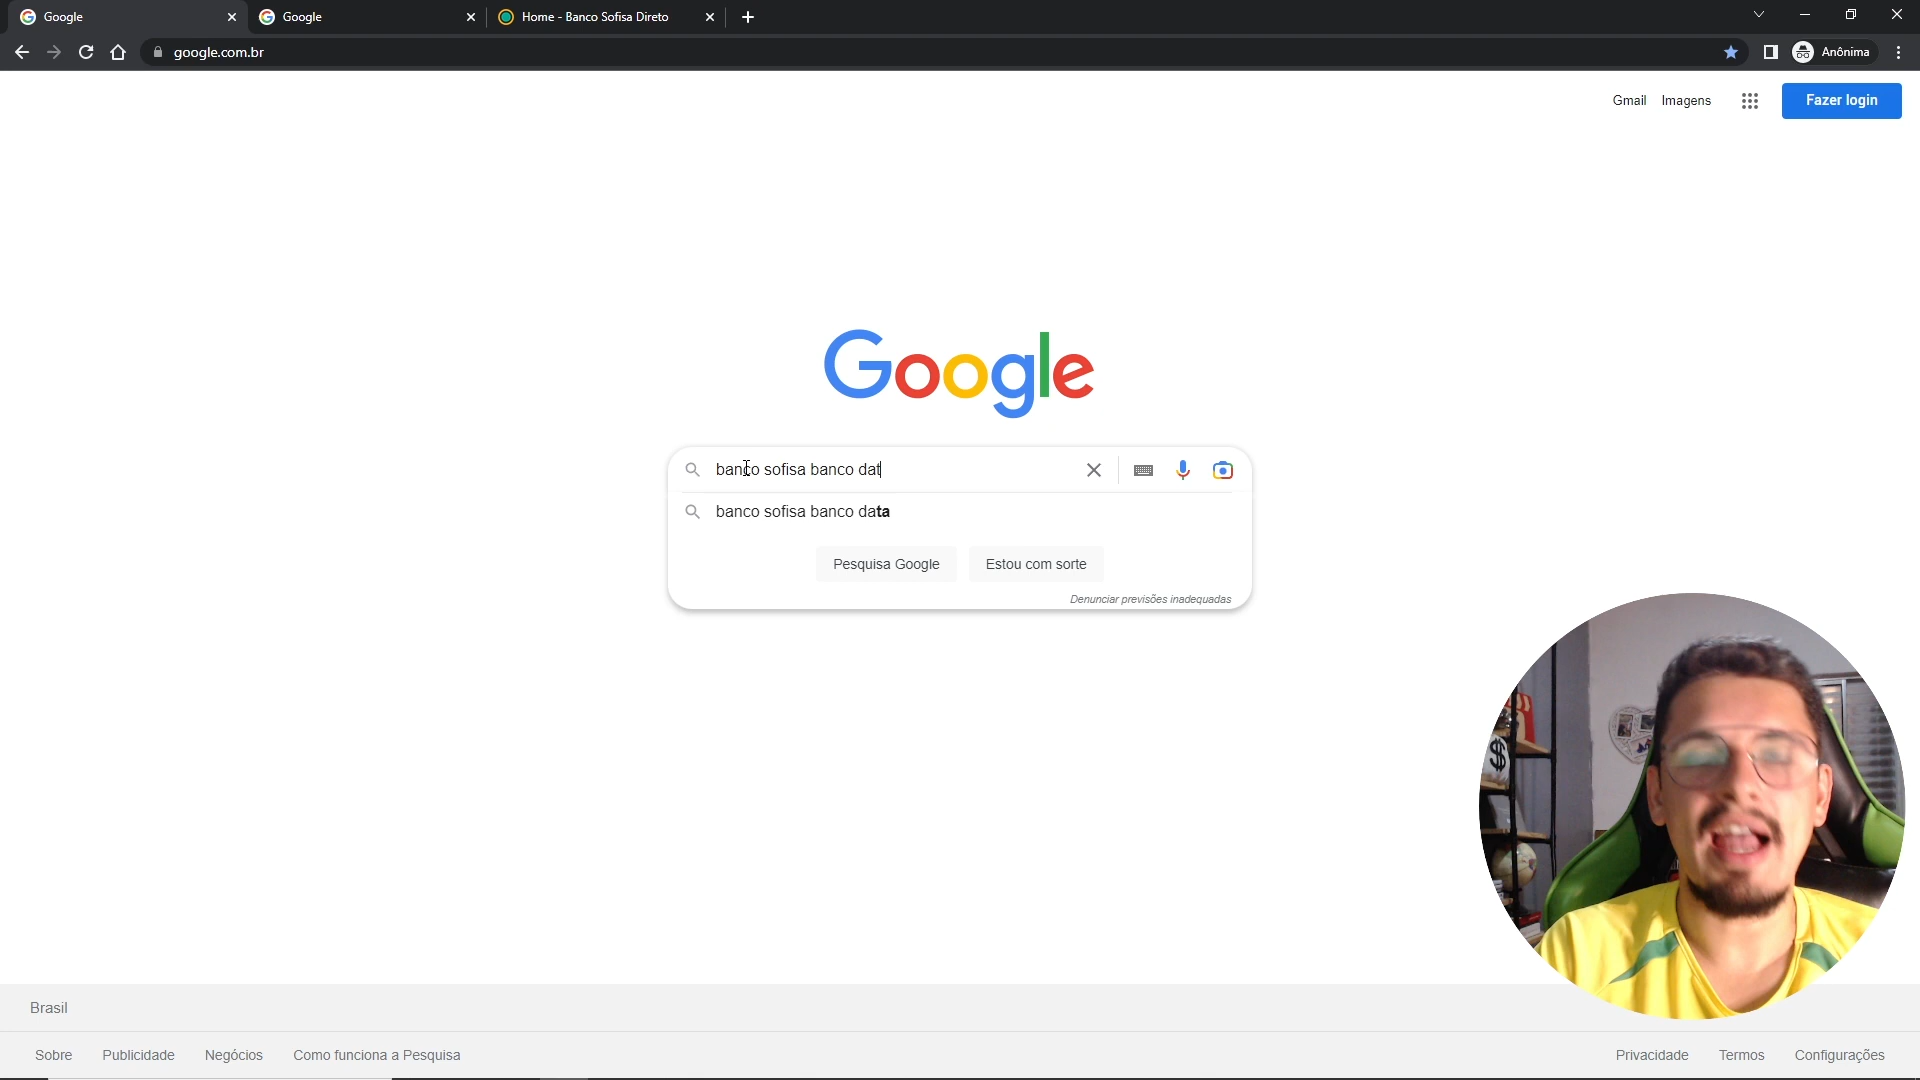 Google
Google
Home - Banco Sofisa Direto
google.com.br
Anônima
Gmail
Imagens
Fazer login
Google
banco sofisa banco dat
banco sofisa banco data
Pesquisa Google
Estou com sorte
Denunciar previsões inadequadas
$
Brasil
Sobre
Publicidade
Negócios
Como funciona a Pesquisa
Privacidade
Termos
Configurações